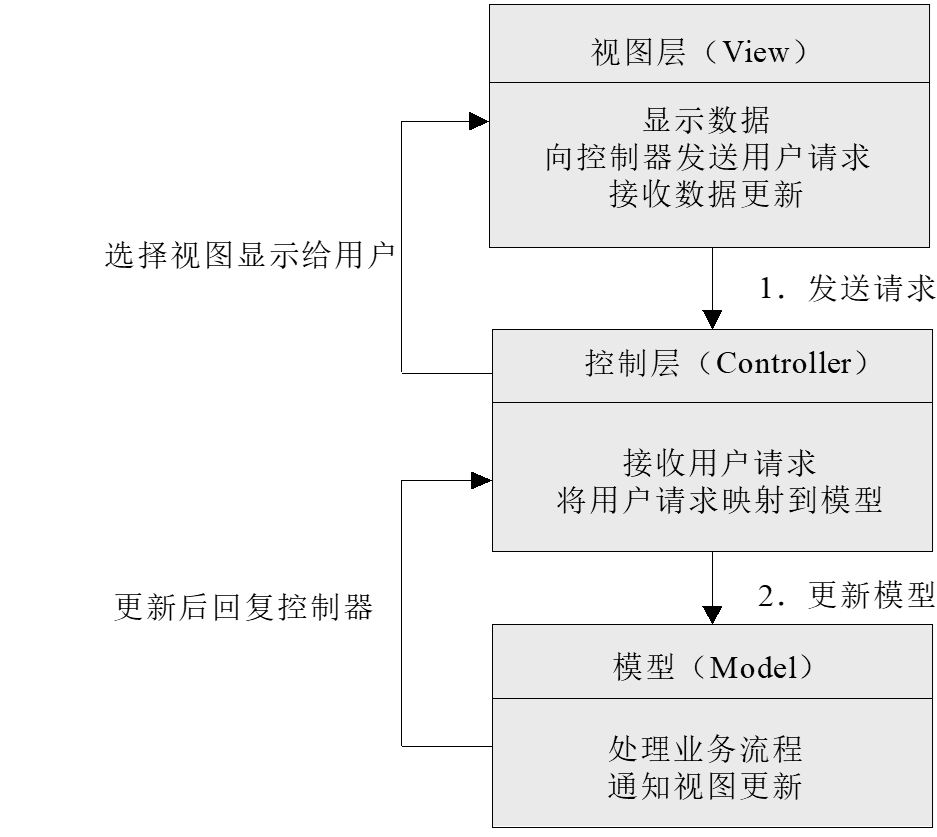 视图层（View）
显示数据
向控制器发送用户请求
接收数据更新
选择视图显示给用户
1．发送请求
控制层（Controller）
接收用户请求
将用户请求映射到模型
更新后回复控制器
2．更新模型
模型（Model）
处理业务流程
通知视图更新